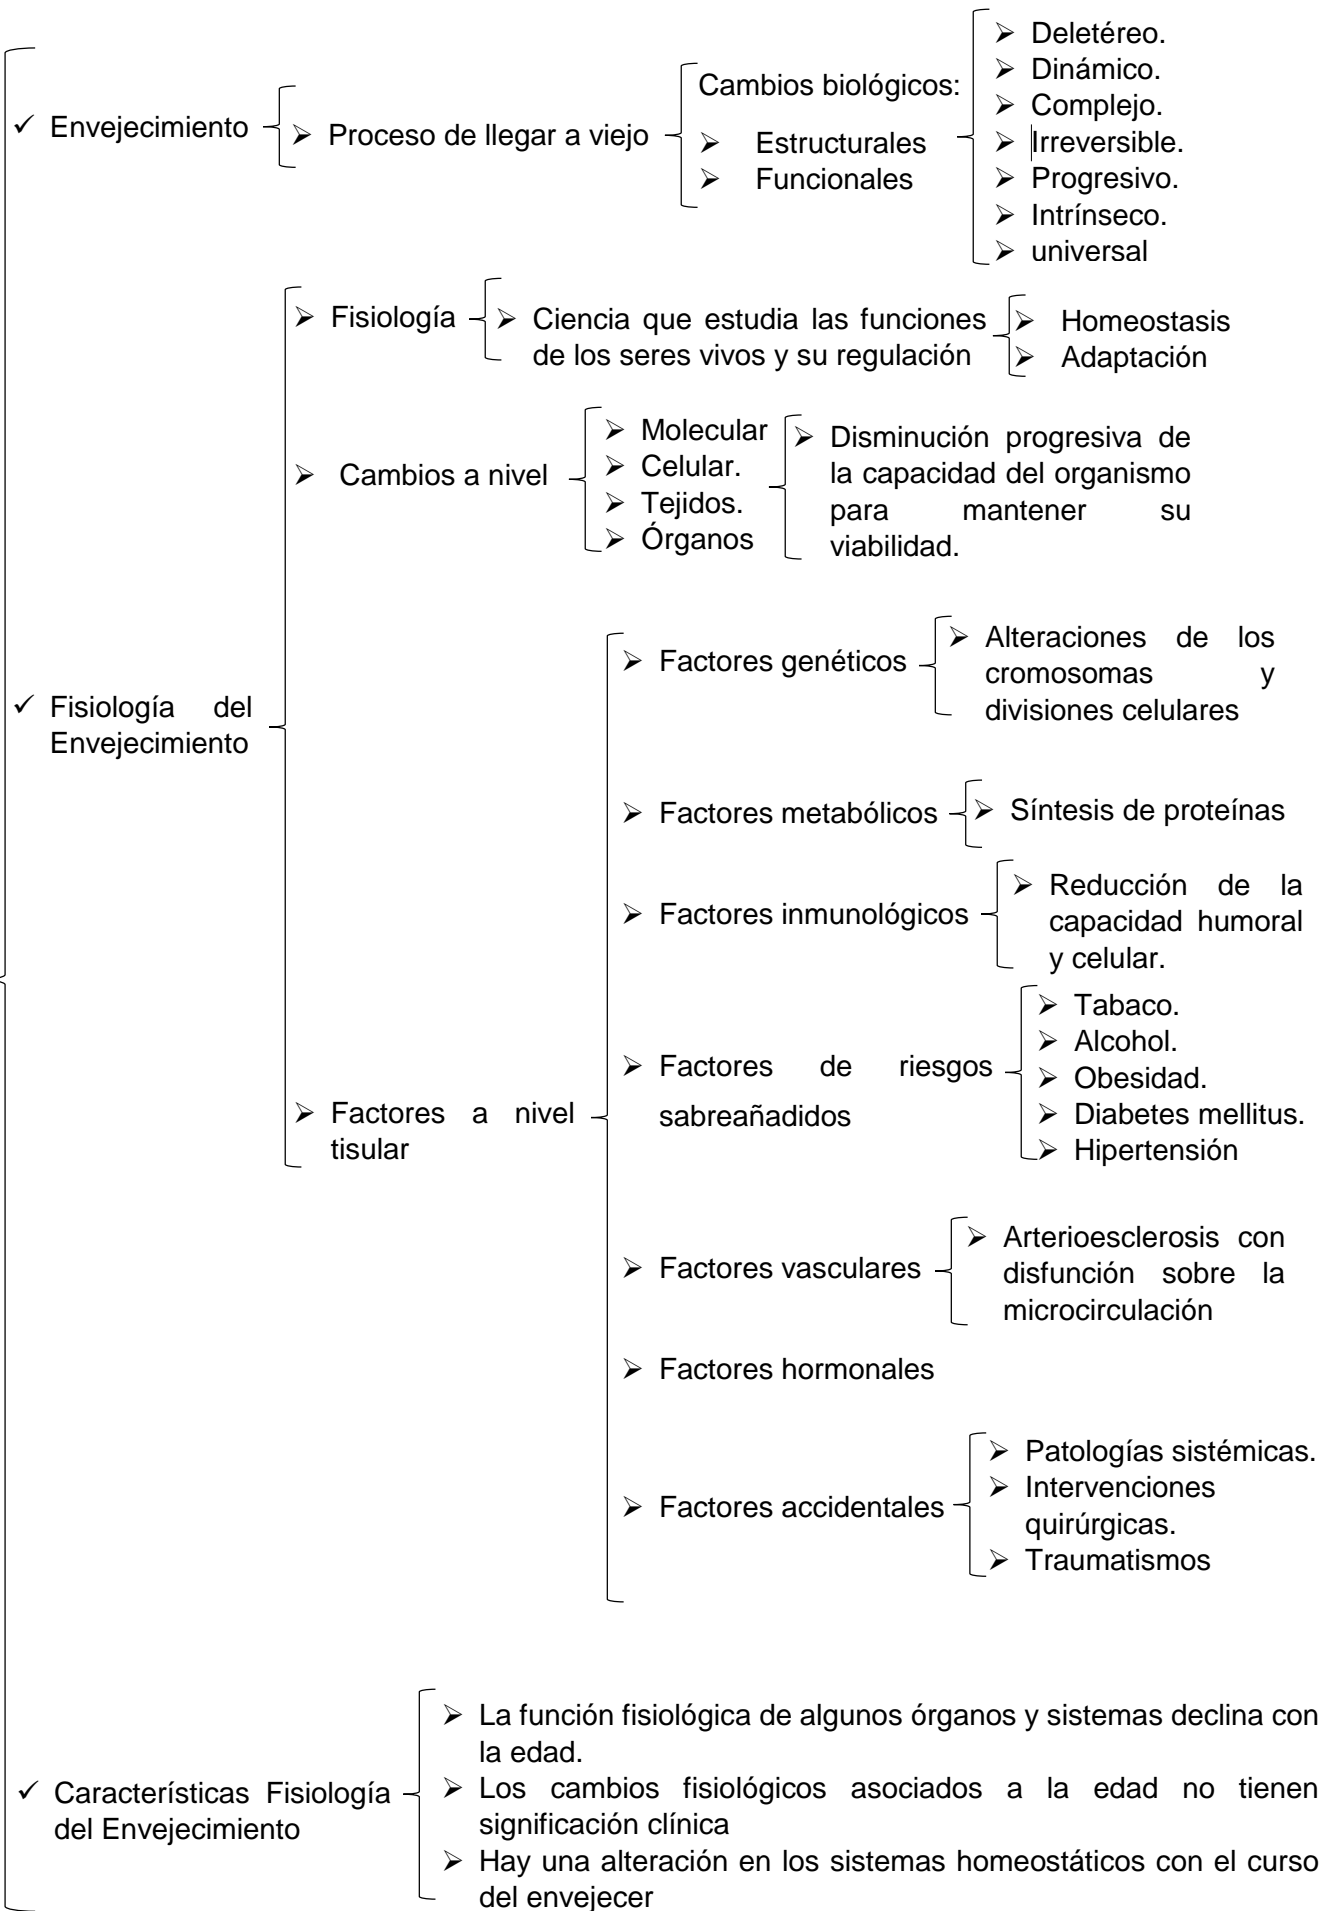 ✓ Envejecimiento
➢ Proceso de llegar a viejo
Cambios biológicos:
➢ Estructurales
➢ Funcionales
➢ Deletéreo.
➢ Dinámico.
➢ Complejo.
➢ Irreversible.
➢ Progresivo.
➢ Intrínseco.
➢ universal
✓ Fisiología del
Envejecimiento
➢ Fisiología
➢ Ciencia que estudia las funciones
de los seres vivos y su regulación
➢ Homeostasis
➢ Adaptación
➢ Cambios a nivel
➢ Molecular
➢ Celular.
➢ Tejidos.
➢ Órganos
➢ Disminución progresiva de
la capacidad del organismo
para mantener su
viabilidad.
➢ Factores a nivel
tisular
➢ Factores genéticos
➢ Alteraciones de los
cromosomas y
divisiones celulares
➢ Factores metabólicos
➢ Síntesis de proteínas
➢ Factores inmunológicos
➢ Reducción de la
capacidad humoral
y celular.
➢ Factores de riesgos
sabreañadidos
➢ Tabaco.
➢ Alcohol.
➢ Obesidad.
➢ Diabetes mellitus.
➢ Hipertensión
➢ Factores vasculares
➢ Arterioesclerosis con
disfunción sobre la
microcirculación
➢ Factores hormonales
➢ Factores accidentales
➢ Patologías sistémicas.
➢ Intervenciones
quirúrgicas.
➢ Traumatismos
✓ Características Fisiología
del Envejecimiento
➢ La función fisiológica de algunos órganos y sistemas declina con
la edad.
➢ Los cambios fisiológicos asociados a la edad no tienen
significación clínica
➢ Hay una alteración en los sistemas homeostáticos con el curso
del envejecer